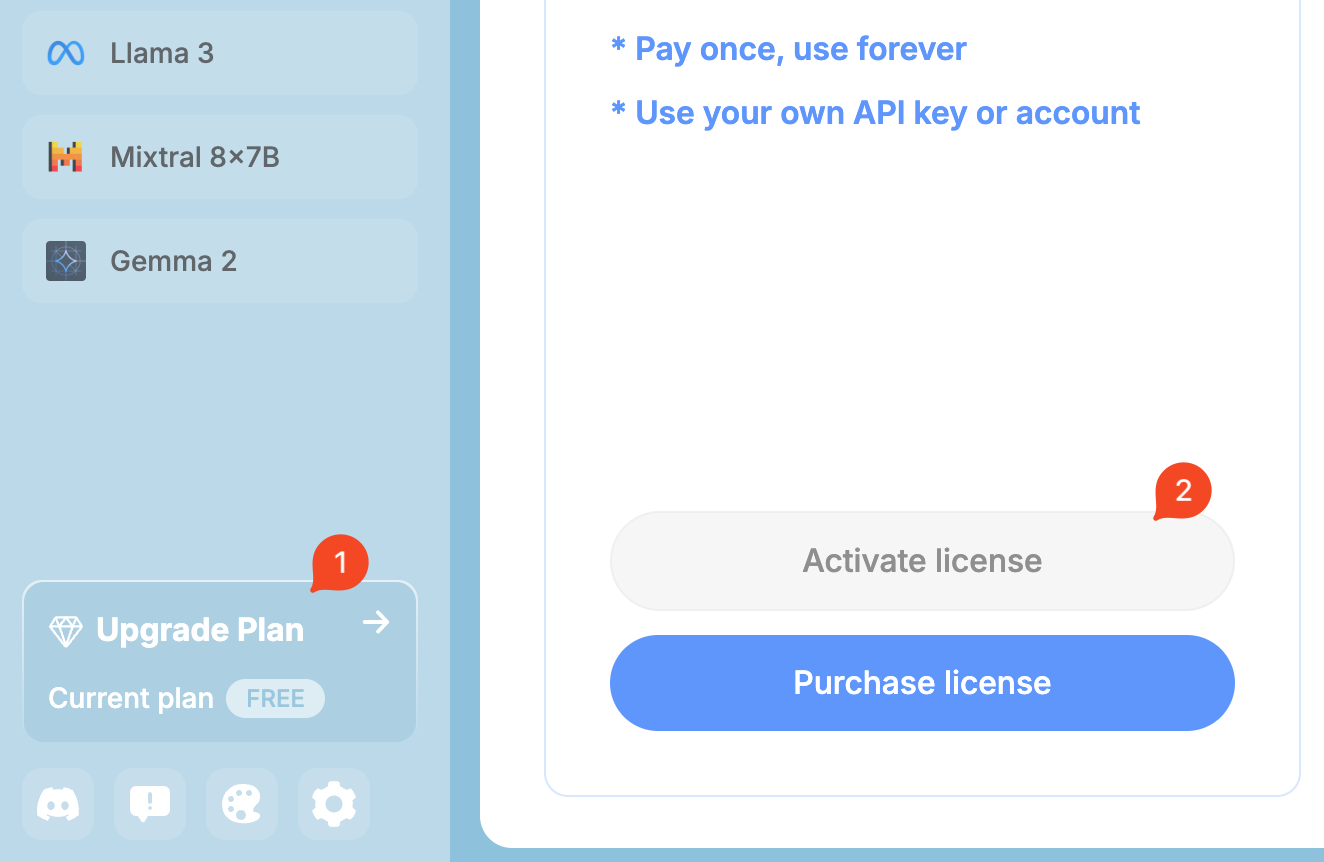 Llama 3
Mixtral 8×7B
Gemma 2
1
Upgrade Plan
Current plan FREE
* Pay once, use forever
* Use your own API key or account
2
Activate license
Purchase license